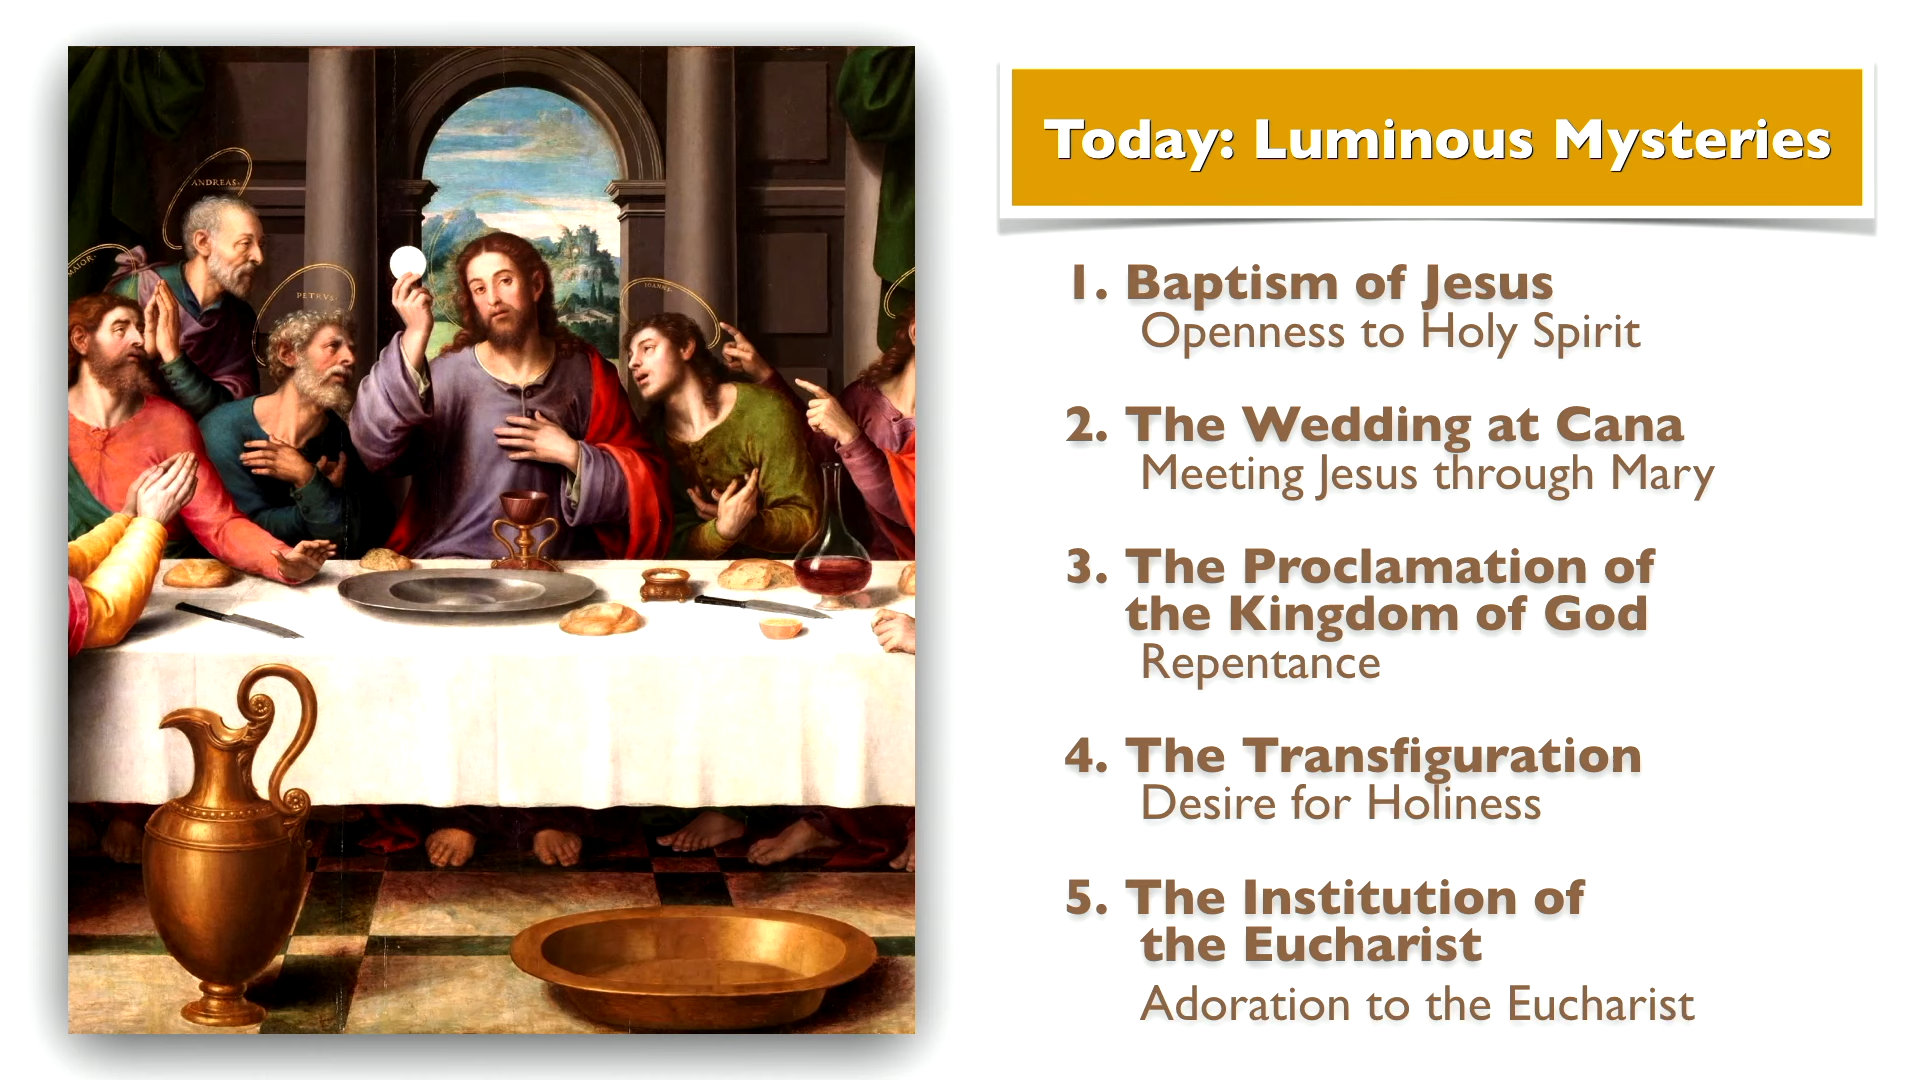 ANDREAS.
MAIOR.
PETRVS.
IOANNE.
Today: Luminous Mysteries
1. Baptism of Jesus
Openness to Holy Spirit
2. The Wedding at Cana
Meeting Jesus through Mary
3. The Proclamation of
the Kingdom of God
Repentance
4. The Transfiguration
Desire for Holiness
5. The Institution of
the Eucharist
Adoration to the Eucharist